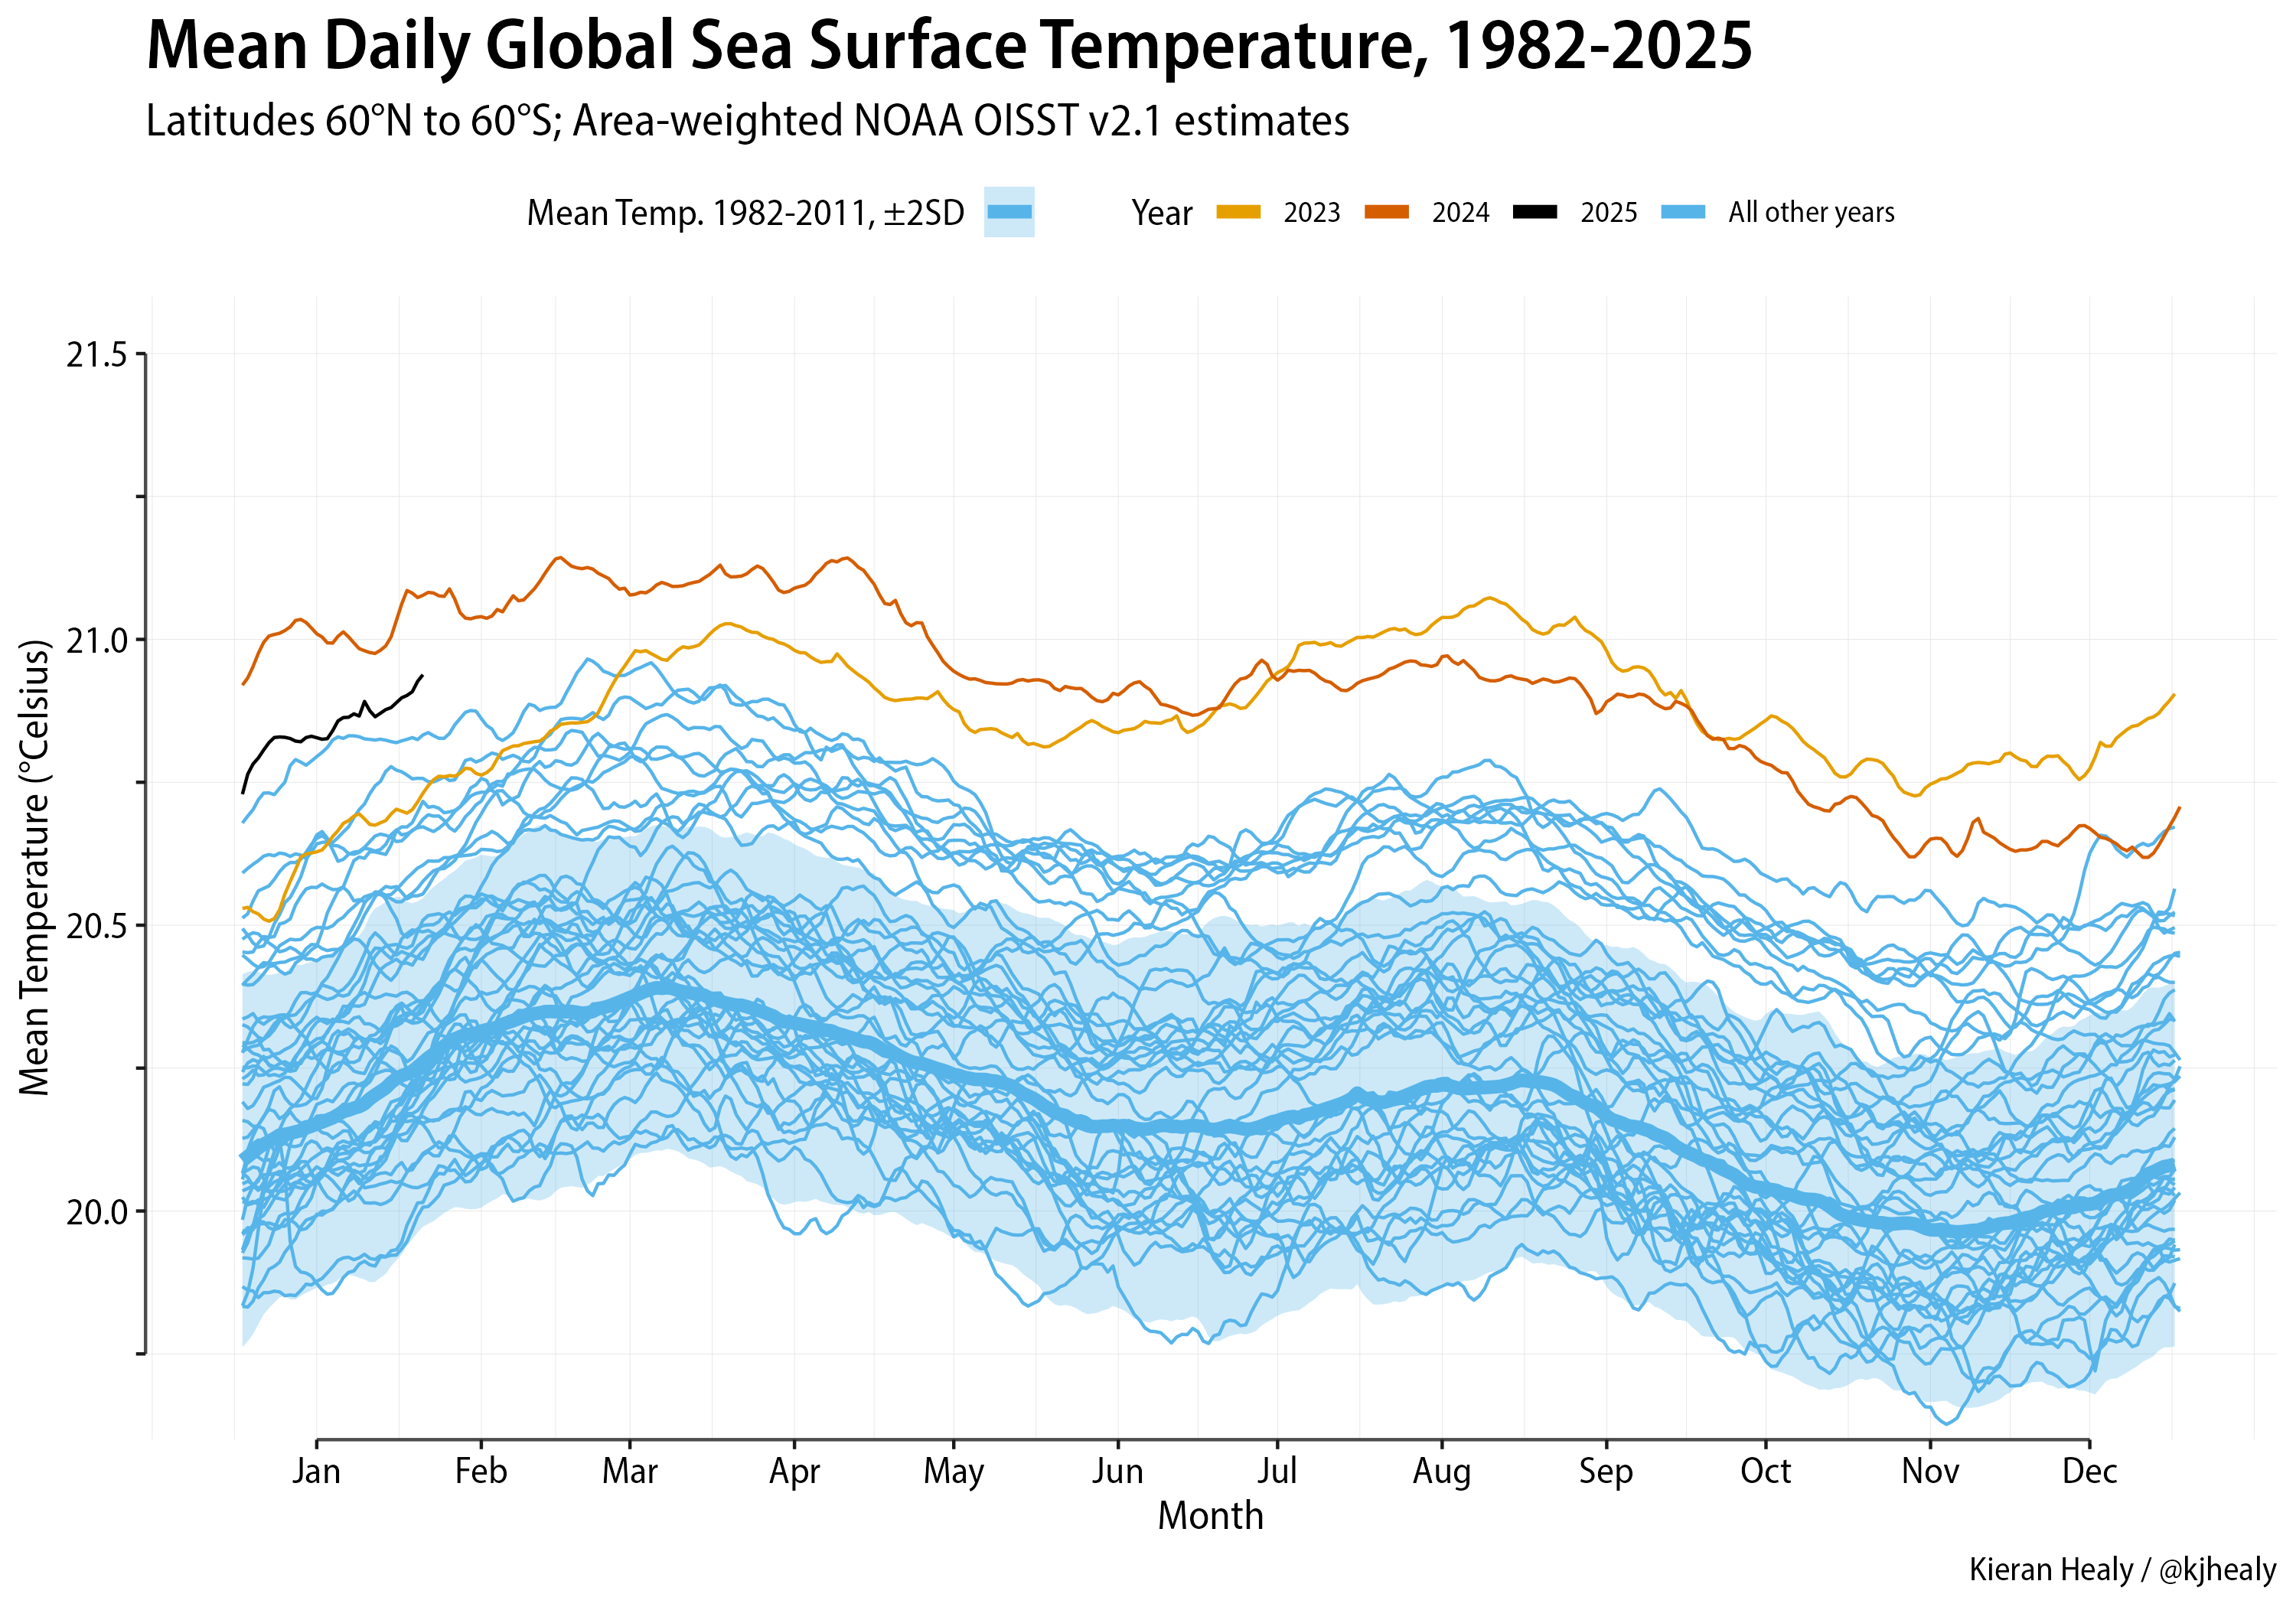 Mean Daily Global Sea Surface Temperature, 1982-2025
Latitudes 60°N to 60°S; Area-weighted NOAA OISST v2.1 estimates
Mean Temp. 1982-2011, ±2SD
Year 2023 2024 2025 All other years
Mean Temperature (°Celsius)
21.5
21.0
20.5
20.0
Jan Feb Mar Apr May Jun Jul Aug Sep Oct Nov Dec
Month
Kieran Healy / @kjhealy